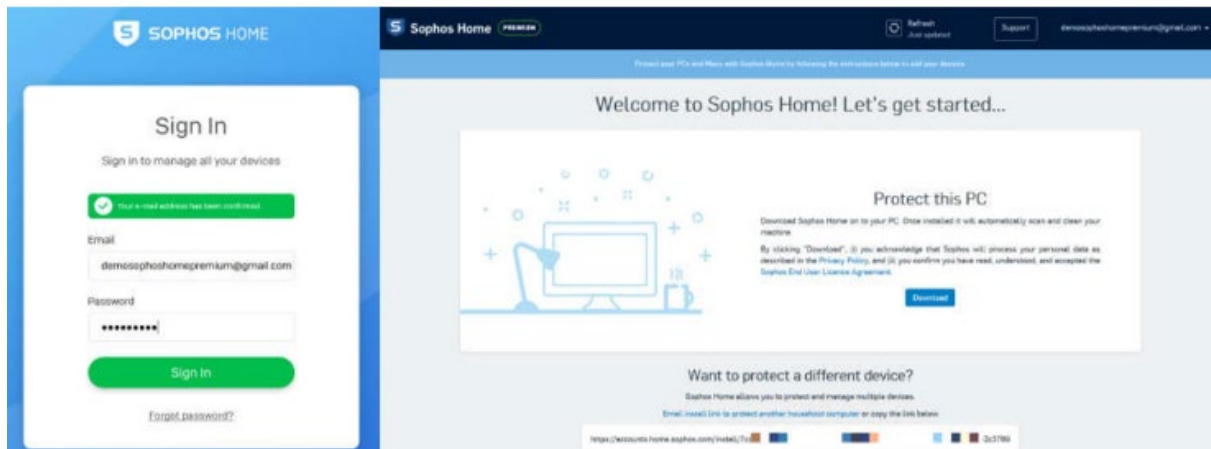 SOPHOS HOME
Sign In
Sign in to manage all your devices
Your e-mail address has been confirmed.
Email
demosophoshomepremium@gmail.com
Password
Sign In
Forgot password?
Sophos Home PREMIUM
Refresh
Just updated
Support
demosophoshomepremium@gmail.com
Protect your PCs and Macs with Sophos Home by following the instructions below to add your devices
Welcome to Sophos Home! Let's get started...
Protect this PC
Download Sophos Home on to your PC. Once installed it will automatically scan and clean your
machine.
By clicking "Download", (i) you acknowledge that Sophos will process your personal data as
described in the Privacy Policy, and (ii) you confirm you have read, understood, and accepted the
Sophos End User License Agreement.
Download
Want to protect a different device?
Sophos Home allows you to protect and manage multiple devices.
Email install link to protect another household computer or copy the link below